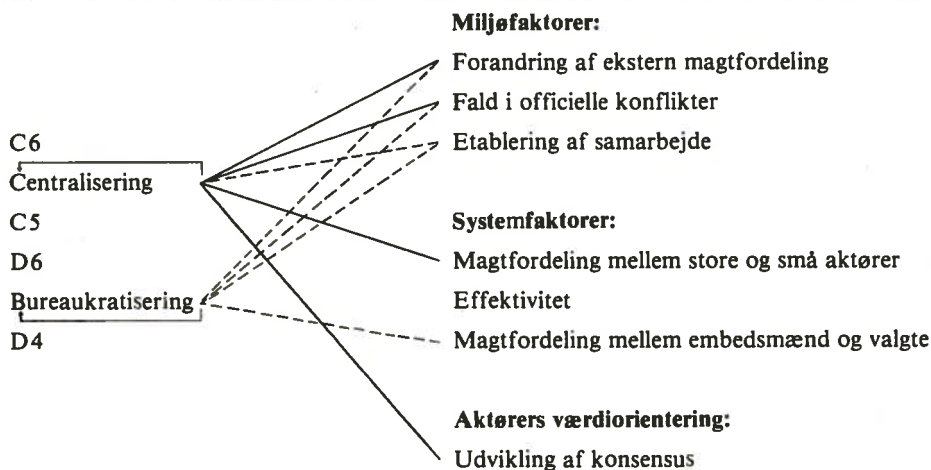 Miljøfaktorer:
Forandring af ekstern magtfordeling
Fald i officielle konflikter
Etablering af samarbejde
C6
Centralisering
C5
D6
Bureaukratisering
D4
Systemfaktorer:
Magtfordeling mellem store og små aktører
Effektivitet
Magtfordeling mellem embedsmænd og valgte
Aktørers værdiorientering:
Udvikling af konsensus